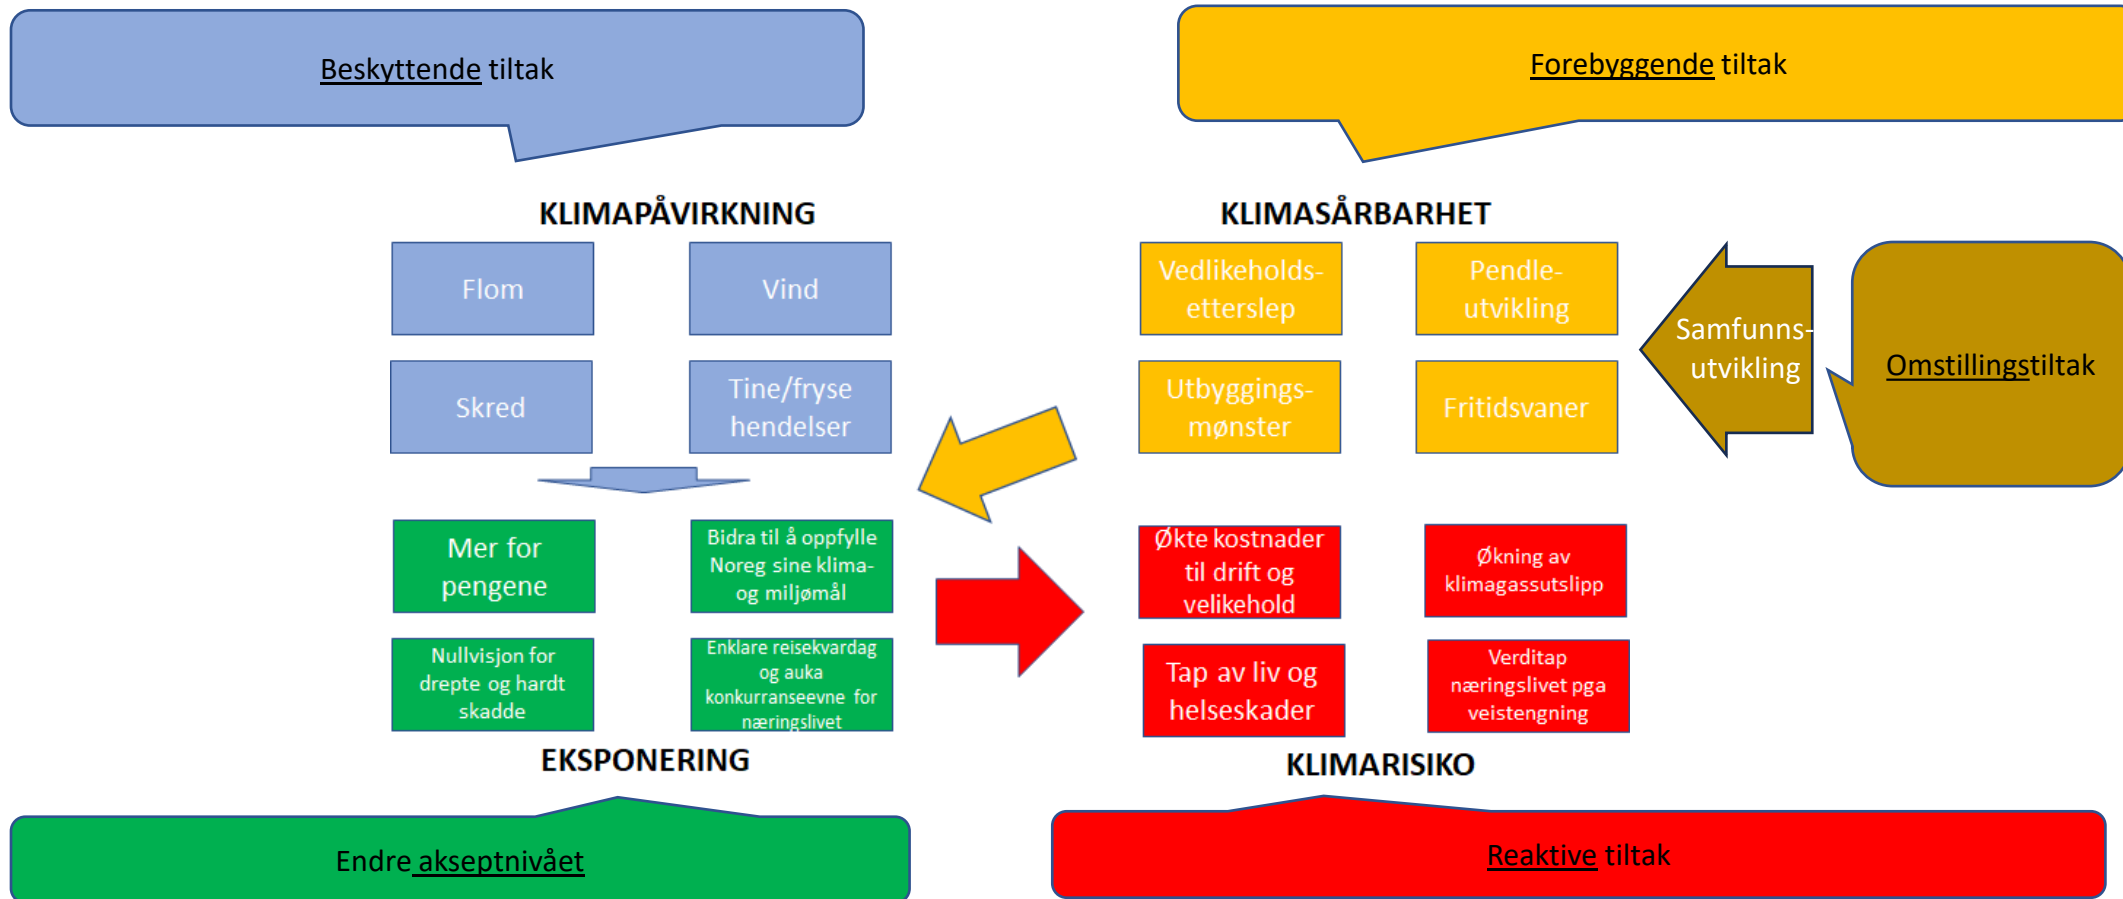 Beskyttende tiltak
Forebyggende tiltak
KLIMAPÅVIRKNING
Flom
Vind
Skred
Tine/fryse
hendelser
KLIMASÅRBARHET
Vedlikeholds-
etterslep
Pendle-
utvikling
Utbyggings-
mønster
Fritidsvaner
Samfunns-
utvikling
Omstillingstiltak
Mer for
pengene
Bidra til å oppfylle
Noreg sine klima-
og miljømål
Nullvisjon for
drepte og hardt
skadde
Enklare reisekvardag
og auka
konkurranseevne for
næringslivet
EKSPONERING
Økte kostnader
til drift og
velikehold
Økning av
klimagassutslipp
Tap av liv og
helseskader
Verditap
næringslivet pga
veistengning
KLIMARISIKO
Endre akseptnivået
Reaktive tiltak